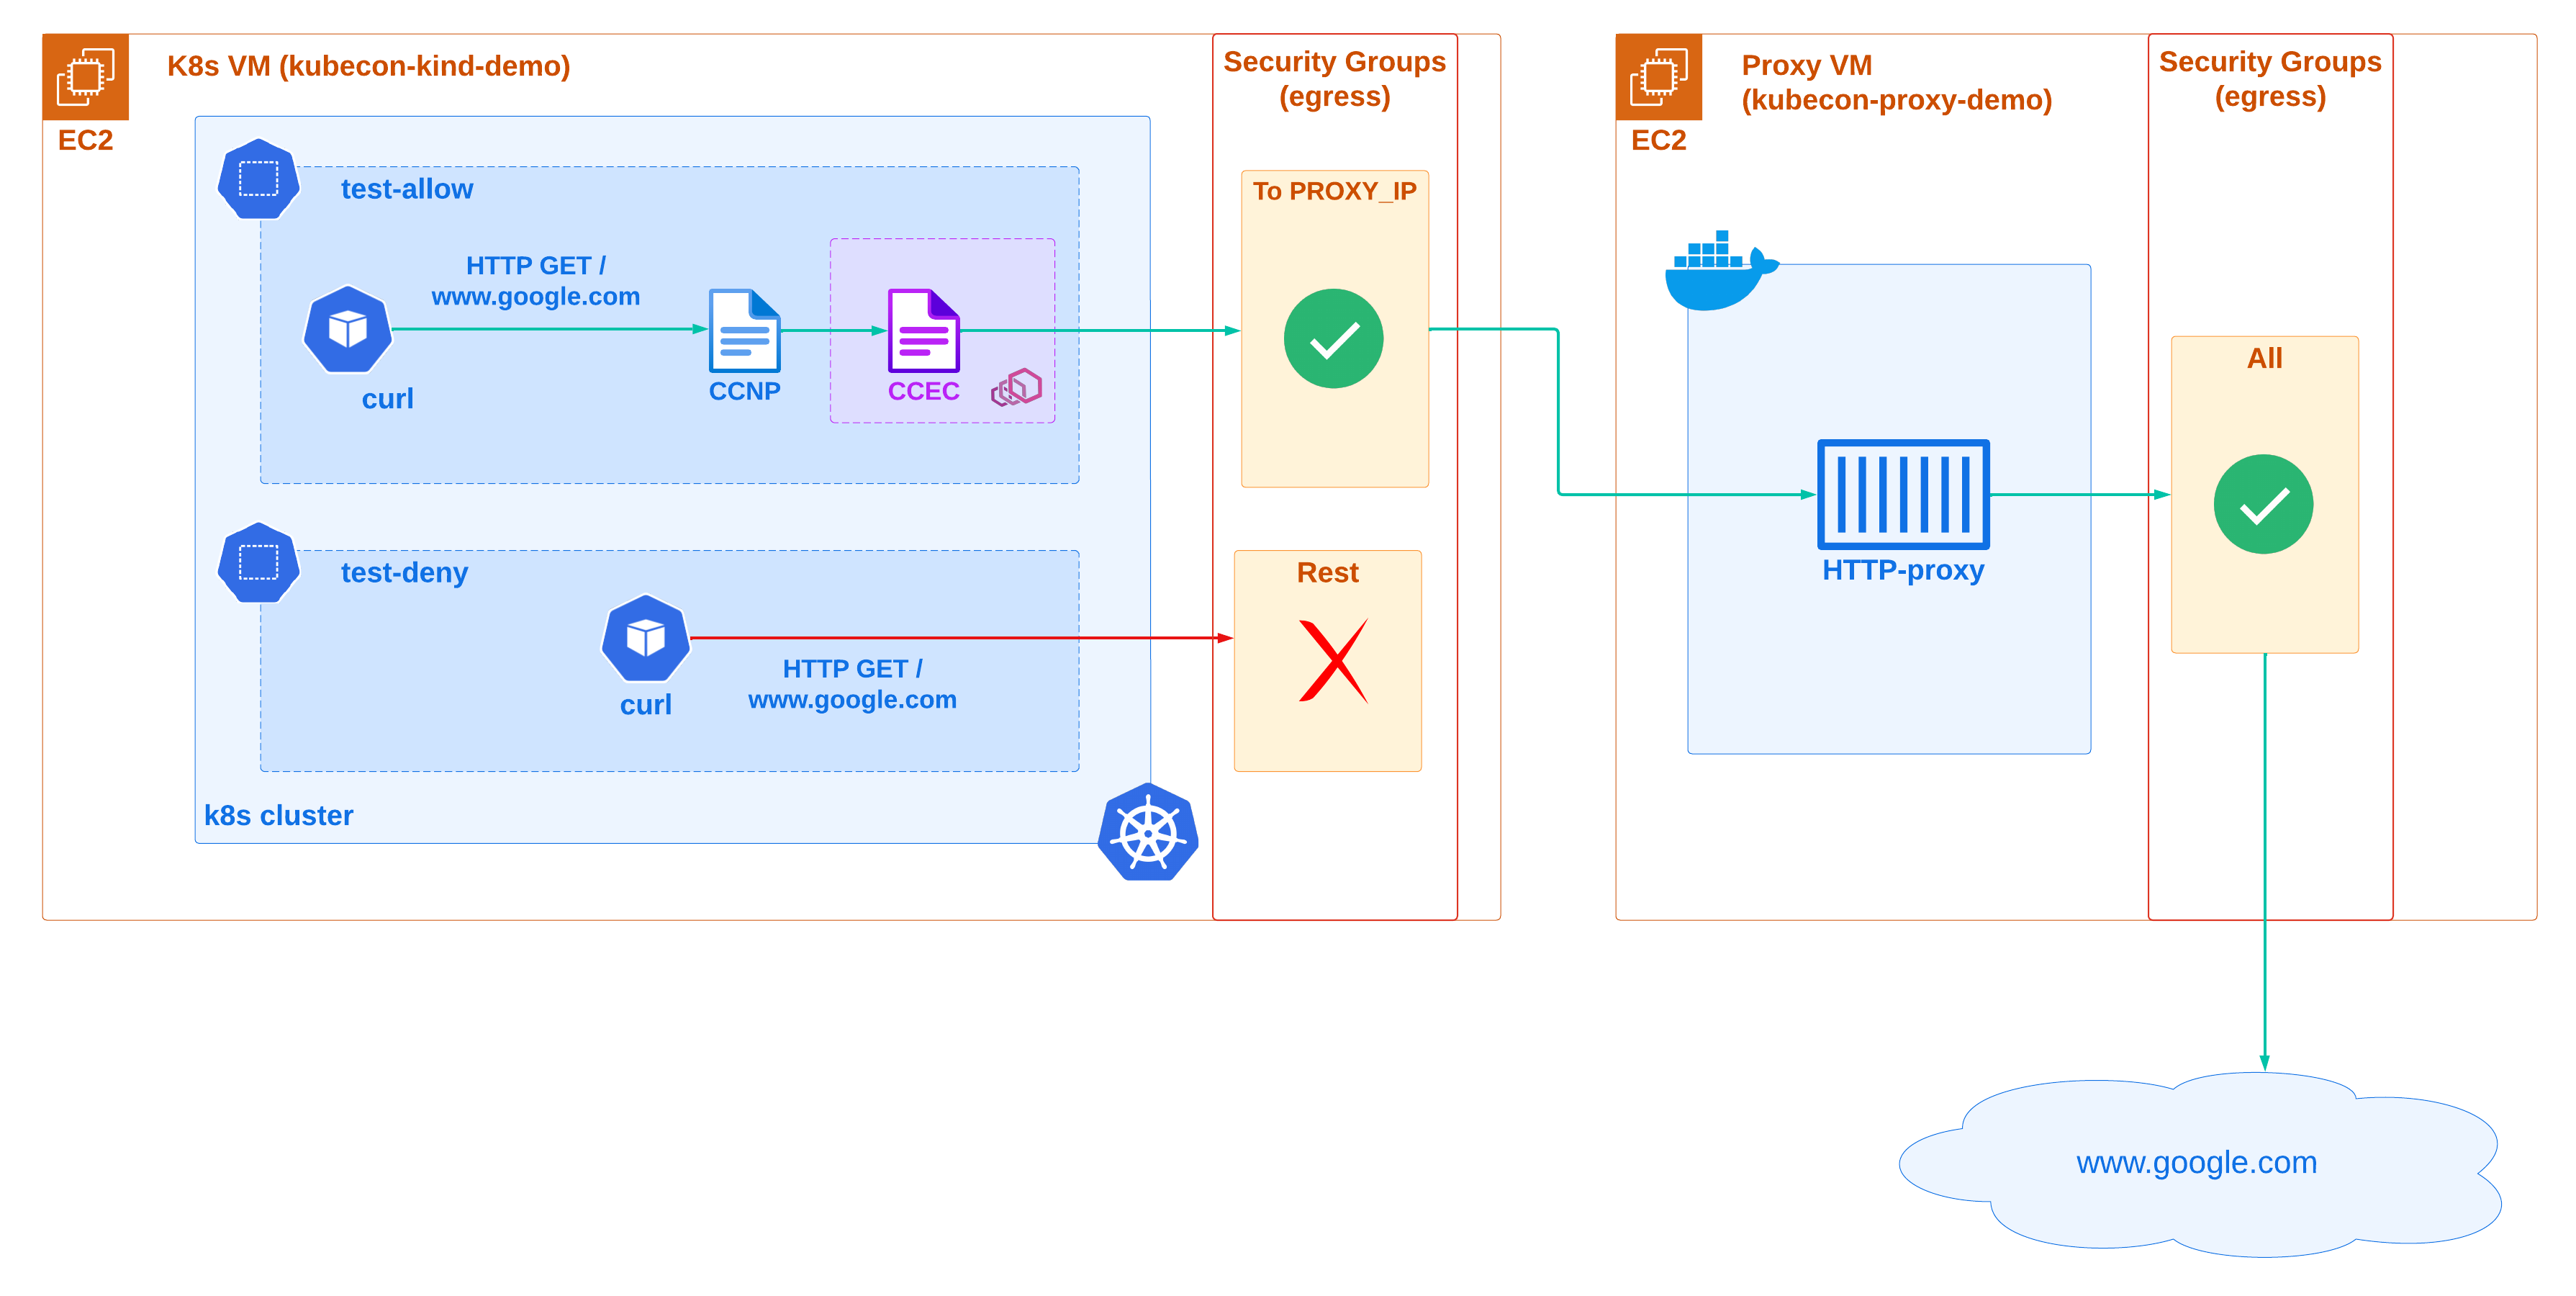 EC2
K8s VM (kubecon-kind-demo)
Security Groups
(egress)
test-allow
HTTP GET /
www.google.com
curl
CCNP
CCEC
To PROXY_IP
test-deny
curl
HTTP GET /
www.google.com
Rest
k8s cluster
EC2
Proxy VM
(kubecon-proxy-demo)
Security Groups
(egress)
HTTP-proxy
All
www.google.com